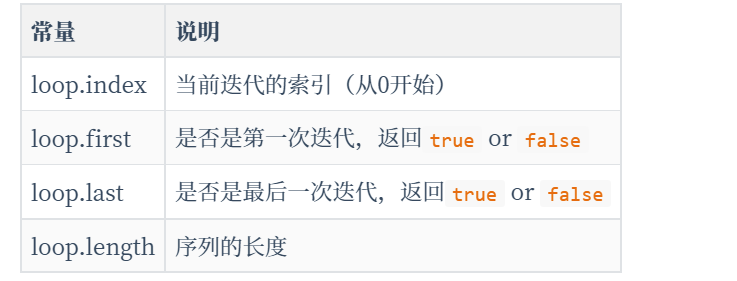 常量 说明
loop.index 当前迭代的索引（从0开始）
loop.first 是否是第一次迭代，返回 true or false
loop.last 是否是最后一次迭代，返回 true or false
loop.length 序列的长度